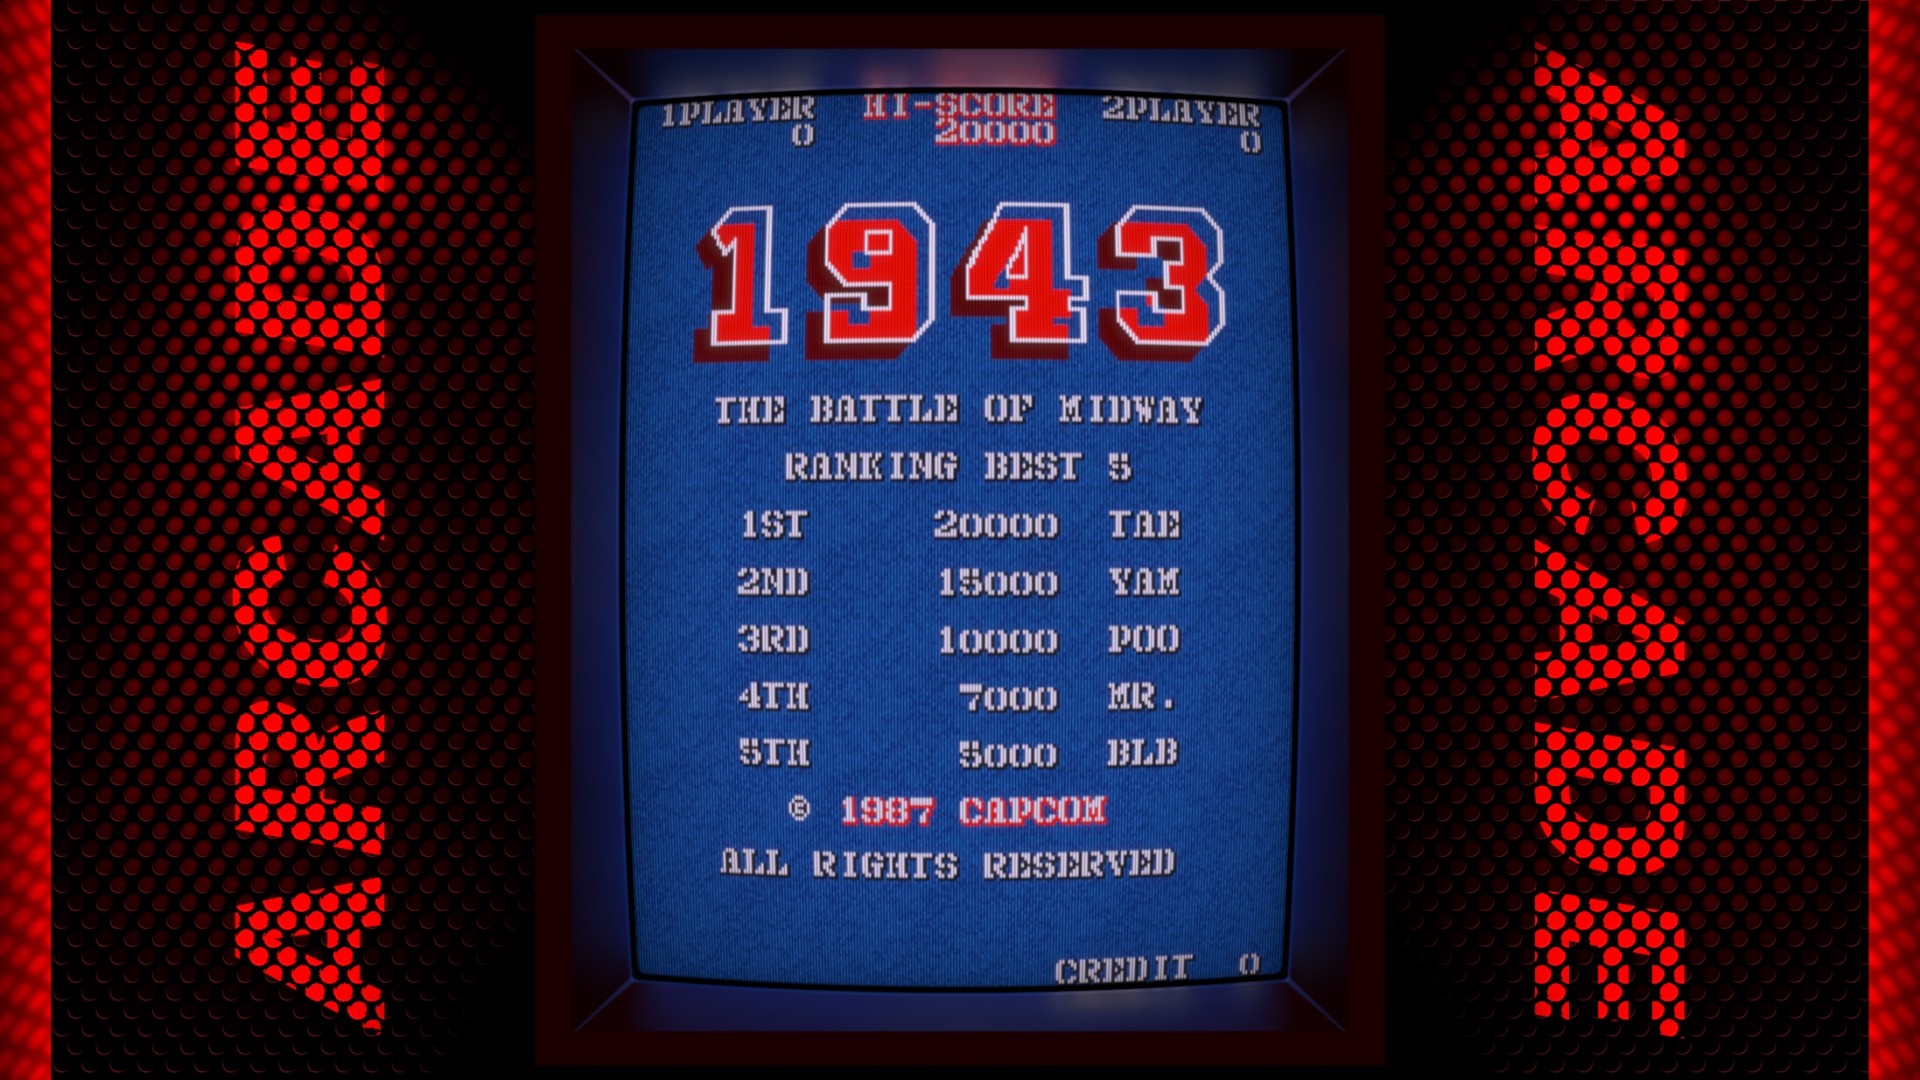 ARCADE
1PLAYER HI-SCORE 2PLAYER
0 20000 0
1943
THE BATTLE OF MIDWAY
RANKING BEST 5
1ST 20000 TAE
2ND 15000 YAM
3RD 10000 POO
4TH 7000 MR.
5TH 5000 BLB
© 1987 CAPCOM
ALL RIGHTS RESERVED
CREDIT 0
ARCADE